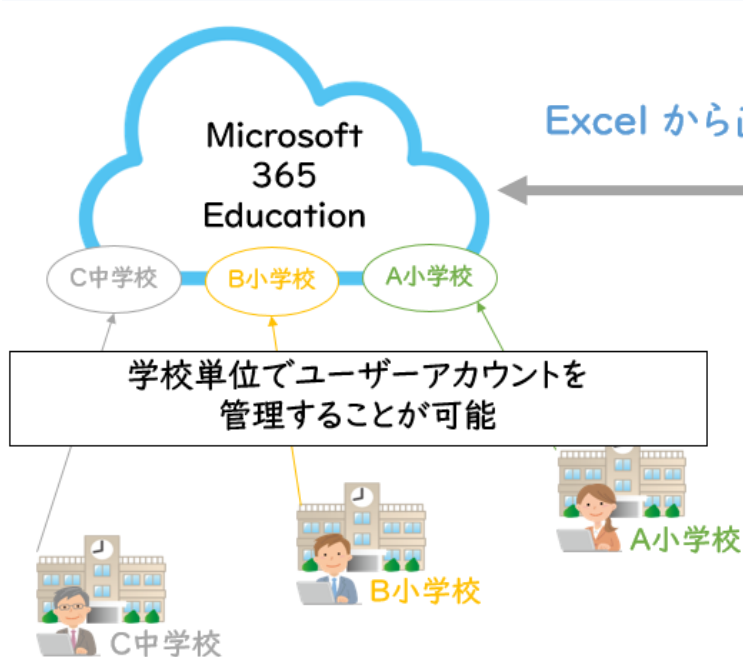 Microsoft
365
Education
Excel から
C中学校
B小学校
A小学校
学校単位でユーザーアカウントを
管理することが可能
A小学校
B小学校
C中学校